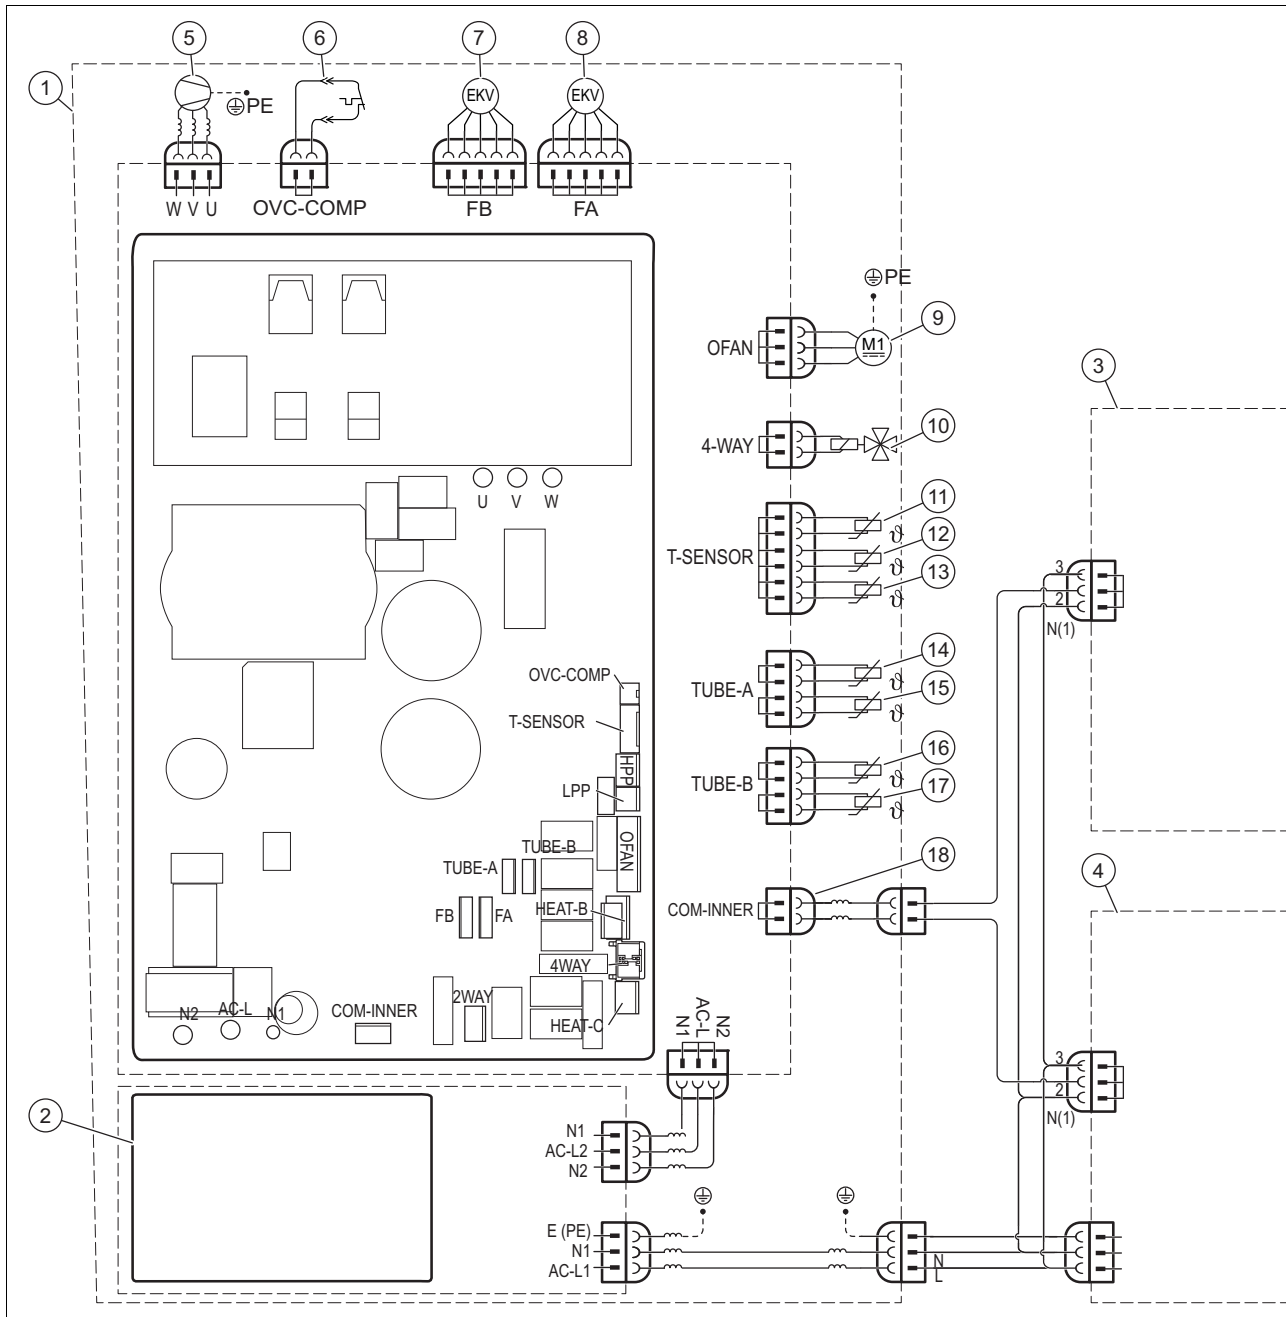 5 6 7 8
1
PE
EKV EKV
W V U OVC-COMP FB FA
PE
9
OFAN M1
3
10
4-WAY
U V W
11
12
T-SENSOR ϑ
ϑ
13
ϑ
3
2
N(1)
14
OVC-COMP TUBE-A ϑ
15
ϑ
T-SENSOR
16
HPP
TUBE-B ϑ
LPP 17
ϑ
OFAN
TUBE-B
TUBE-A
18
4
FB FA HEAT-B COM-INNER
4WAY
2WAY
N2 AC-L N1 COM-INNER HEAT-C
N1 AC-L N2
3
2
N(1)
2
N1
AC-L2
N2
E (PE)
N1
AC-L1
N
L